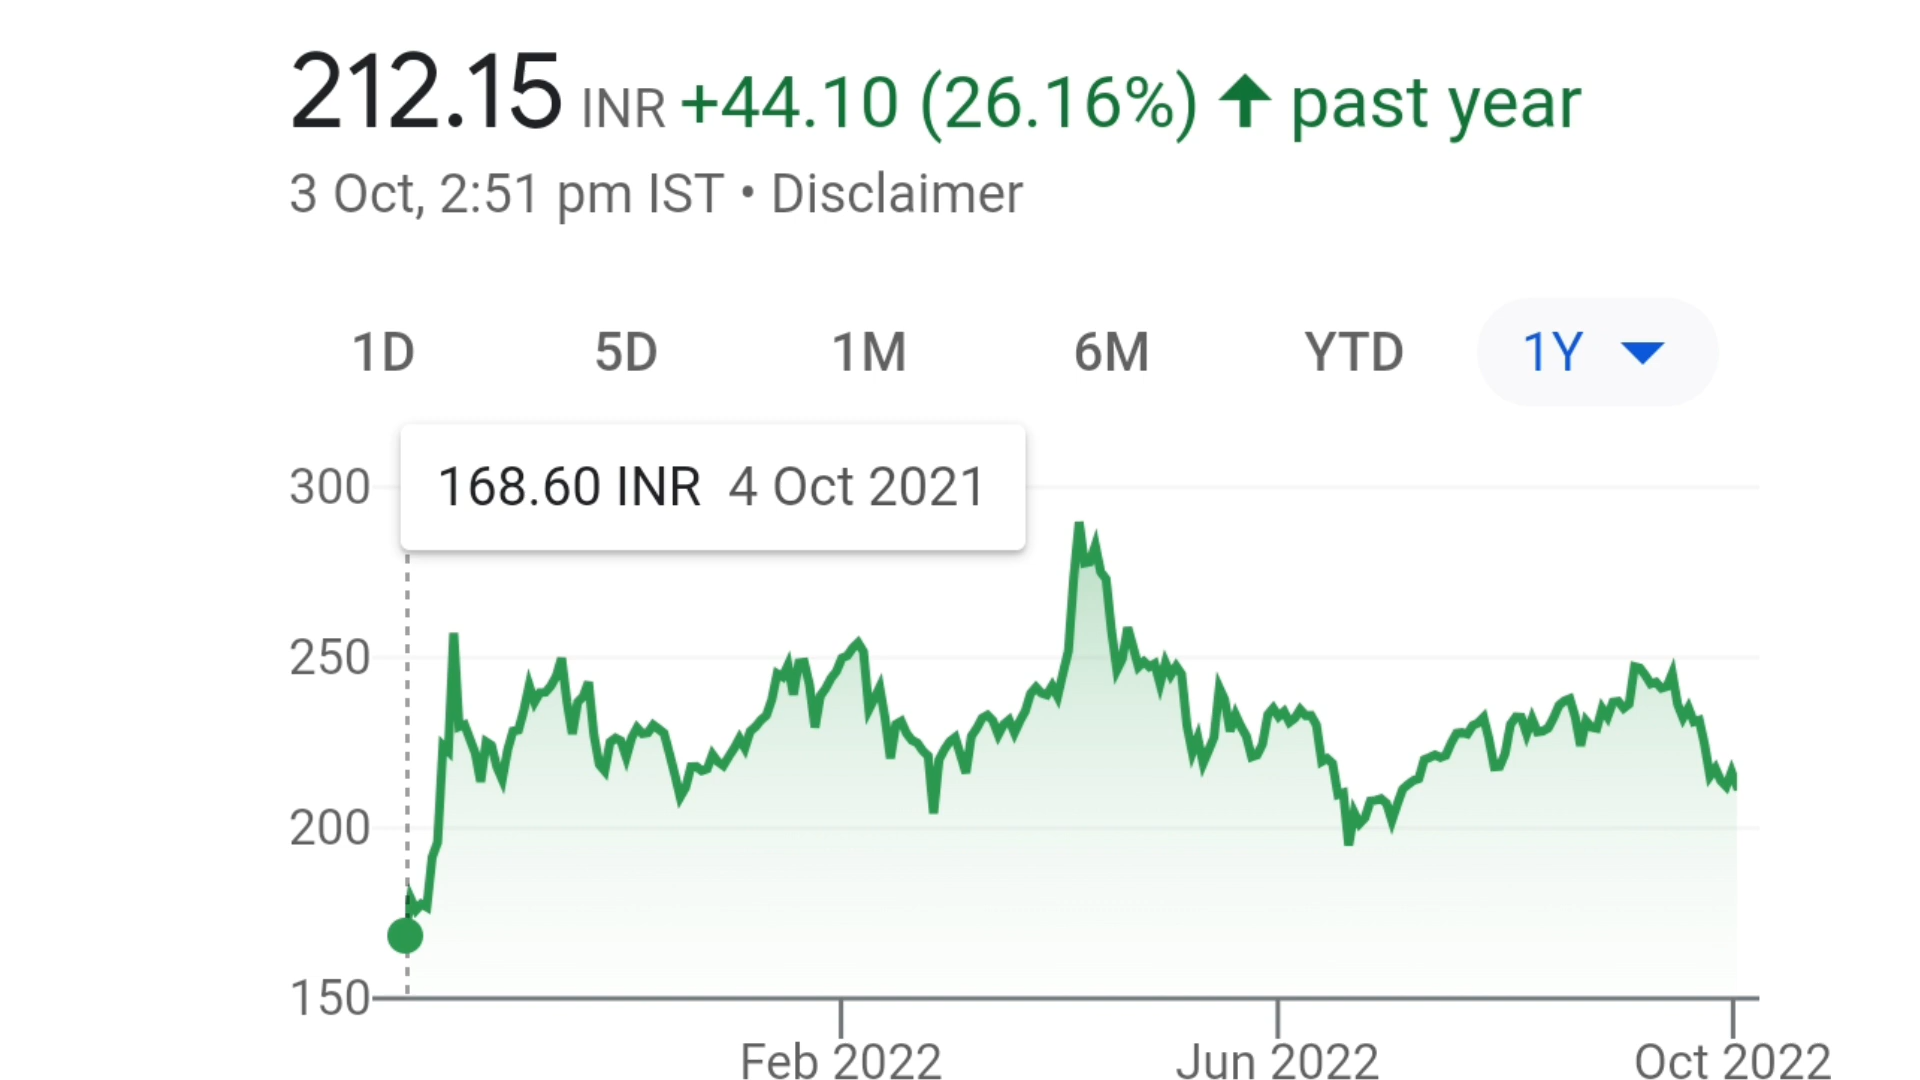 212.15 INR +44.10 (26.16%) ↑ past year
3 Oct, 2:51 pm IST • Disclaimer
1D 5D 1M 6M YTD 1Y
168.60 INR 4 Oct 2021
300
250
200
150
Feb 2022 Jun 2022 Oct 2022